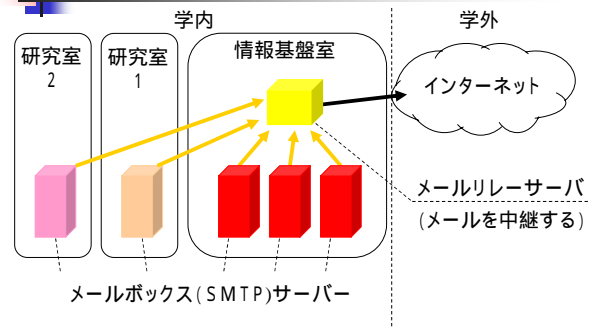 学内
学外
研究室
2
研究室
1
情報基盤室
インターネット
メールリレーサーバ
(メールを中継する)
メールボックス(SMTP)サーバー